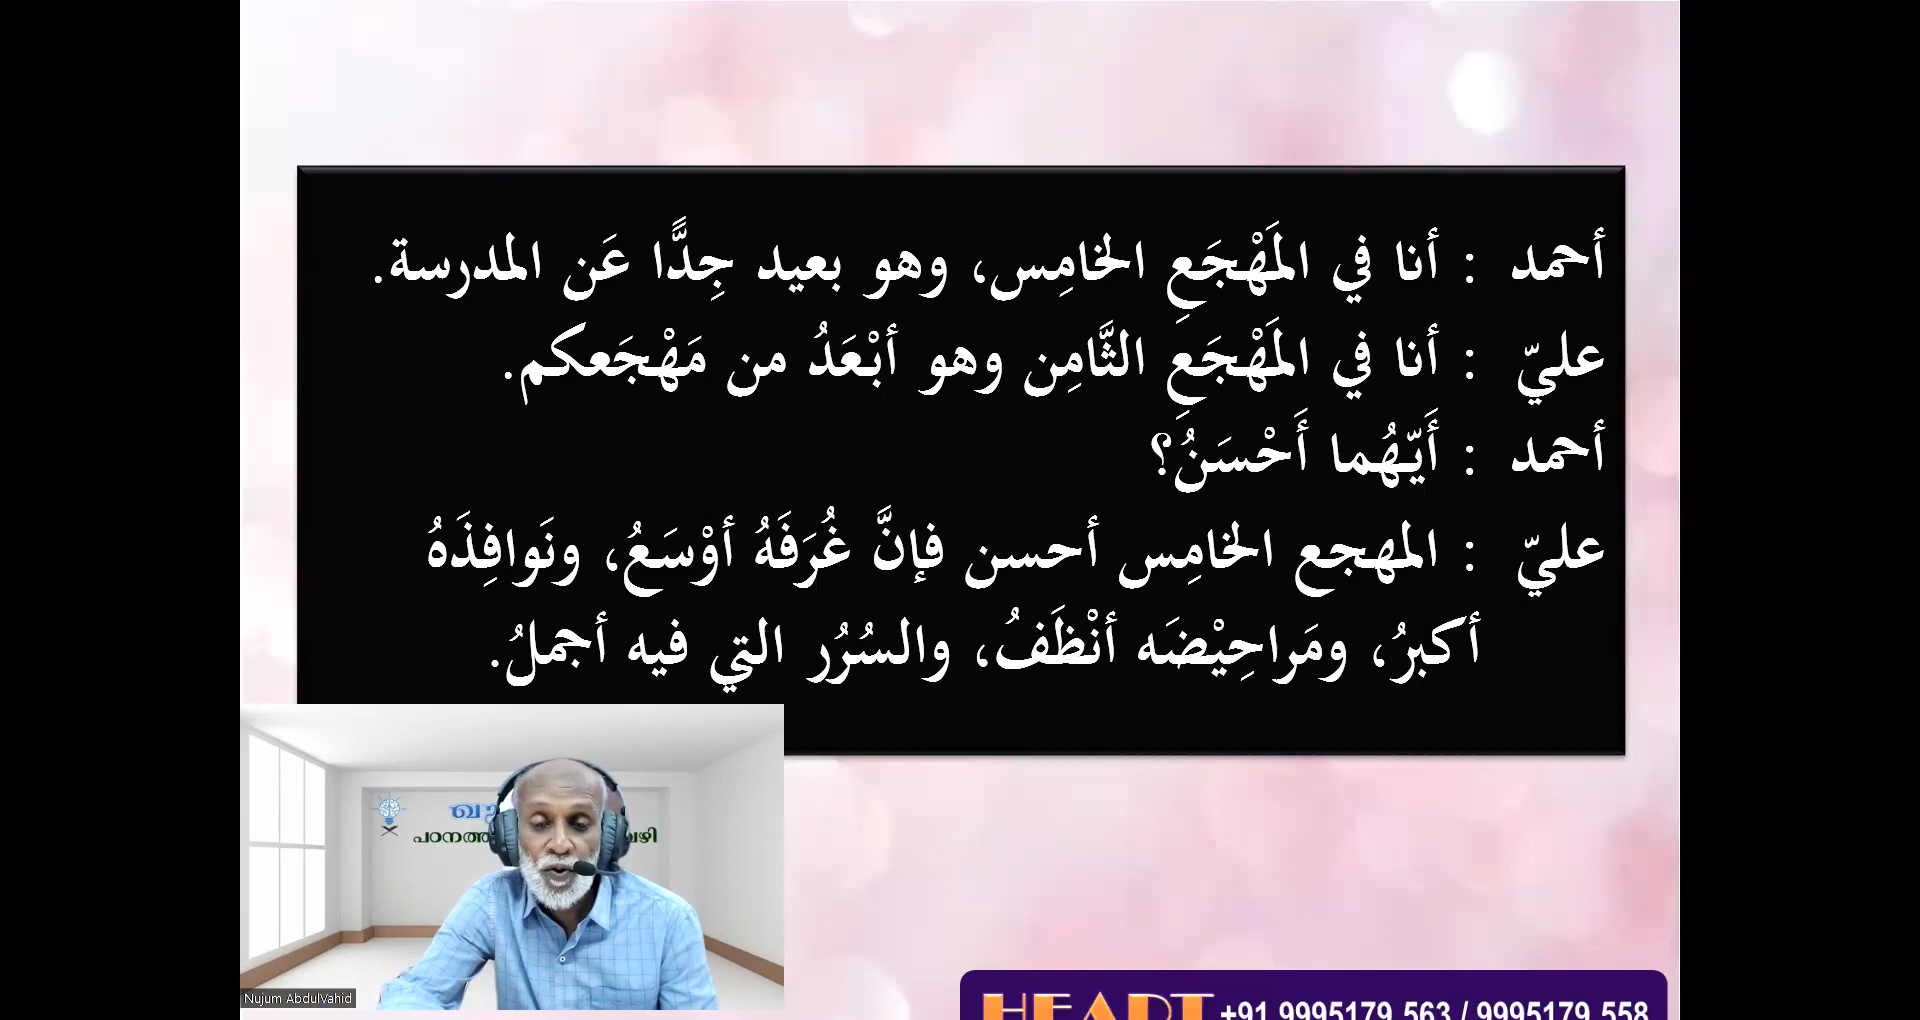 أحمد : أنا في المَهْجَعِ الخامِس، وهو بعيد جِدًّا عَن المدرسة.
عليّ : أنا في المَهْجَعِ الثَّامِن وهو أبْعَدُ من مَهْجَعكم.
أحمد : أَيّهُما أَحْسَنُ؟
عليّ : المهجع الخامِس أحسن فإنَّ غُرَفَهُ أوْسَعُ، ونَوافِذَهُ
أكبرُ، ومَراحِيْضَه أنْظَفُ، والسُرُر التي فيه أجملُ.
Nujum AbdulVahid
HEART +91 9995179 563 / 9995179 558